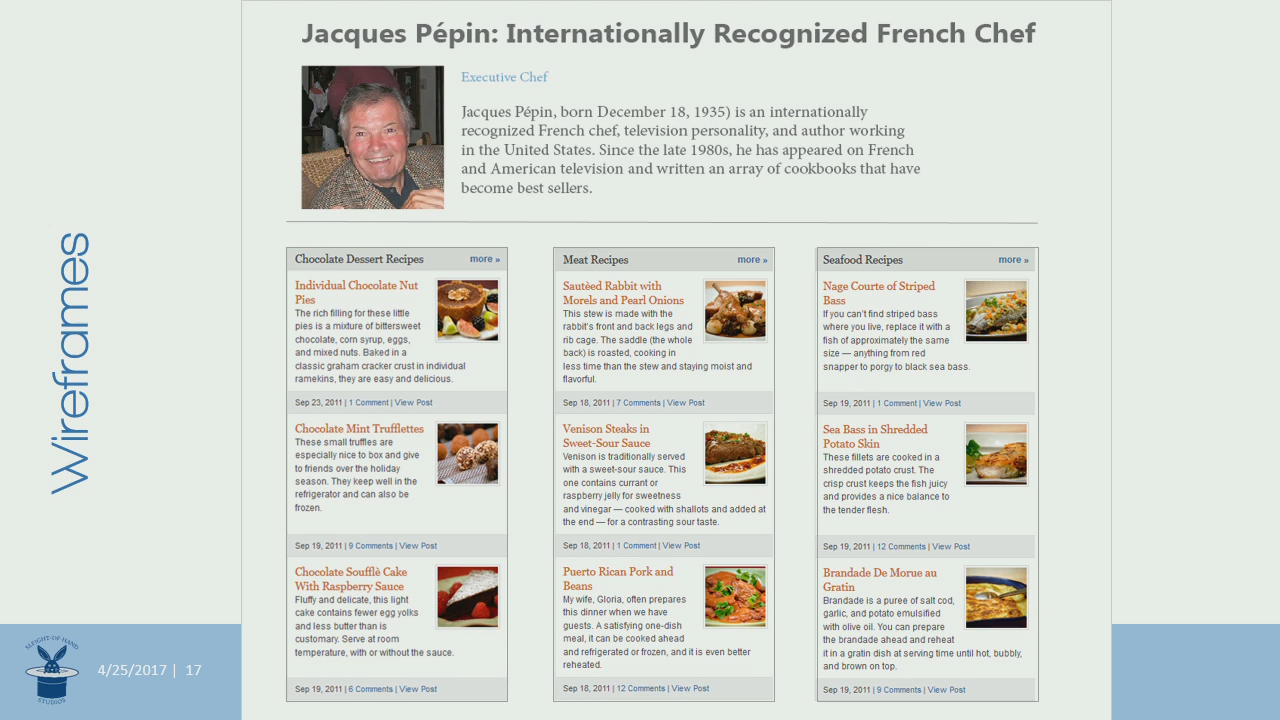 Jacques Pépin: Internationally Recognized French Chef
Executive Chef
Jacques Pépin, born December 18, 1935) is an internationally
recognized French chef, television personality, and author working
in the United States. Since the late 1980s, he has appeared on French
and American television and written an array of cookbooks that have
become best sellers.
Wireframes
Chocolate Dessert Recipes more »
Individual Chocolate Nut
Pies
The rich filling for these little
pies is a mixture of bittersweet
chocolate, corn syrup, eggs,
and mixed nuts. Baked in a
classic graham cracker crust in individual
ramekins, they are easy and delicious.
Sep 23, 2011 | 1 Comment | View Post
Chocolate Mint Trufflettes
These small truffles are
especially nice to box and give
to friends over the holiday
season. They keep well in the
refrigerator and can also be
frozen.
Sep 19, 2011 | 9 Comments | View Post
Chocolate Soufflè Cake
With Raspberry Sauce
Fluffy and delicate, this light
cake contains fewer egg yolks
and less butter than is
customary. Serve at room
temperature, with or without the sauce.
Sep 19, 2011 | 6 Comments | View Post
Meat Recipes more »
Sautèed Rabbit with
Morels and Pearl Onions
This stew is made with the
rabbit's front and back legs and
rib cage. The saddle (the whole
back) is roasted, cooking in
less time than the stew and staying moist and
flavorful.
Sep 18, 2011 | 7 Comments | View Post
Venison Steaks in
Sweet-Sour Sauce
Venison is traditionally served
with a sweet-sour sauce. This
one contains currant or
raspberry jelly for sweetness
and vinegar — cooked with shallots and added at
the end — for a contrasting sour taste.
Sep 18, 2011 | 1 Comment | View Post
Puerto Rican Pork and
Beans
My wife, Gloria, often prepares
this dinner when we have
guests. A satisfying one-dish
meal, it can be cooked ahead
and refrigerated or frozen, and it is even better
reheated.
Sep 18, 2011 | 12 Comments | View Post
Seafood Recipes more »
Nage Courte of Striped
Bass
If you can't find striped bass
where you live, replace it with a
fish of approximately the same
size — anything from red
snapper to porgy to black sea bass.
Sep 19, 2011 | 1 Comment | View Post
Sea Bass in Shredded
Potato Skin
These fillets are cooked in a
shredded potato crust. The
crisp crust keeps the fish juicy
and provides a nice balance to
the tender flesh.
Sep 19, 2011 | 12 Comments | View Post
Brandade De Morue au
Gratin
Brandade is a puree of salt cod,
garlic, and potato emulsified
with olive oil. You can prepare
the brandade ahead and reheat
it in a gratin dish at serving time until hot, bubbly,
and brown on top.
Sep 19, 2011 | 9 Comments | View Post
SLEIGHT-OF-HAND
STUDIOS
4/25/2017 | 17